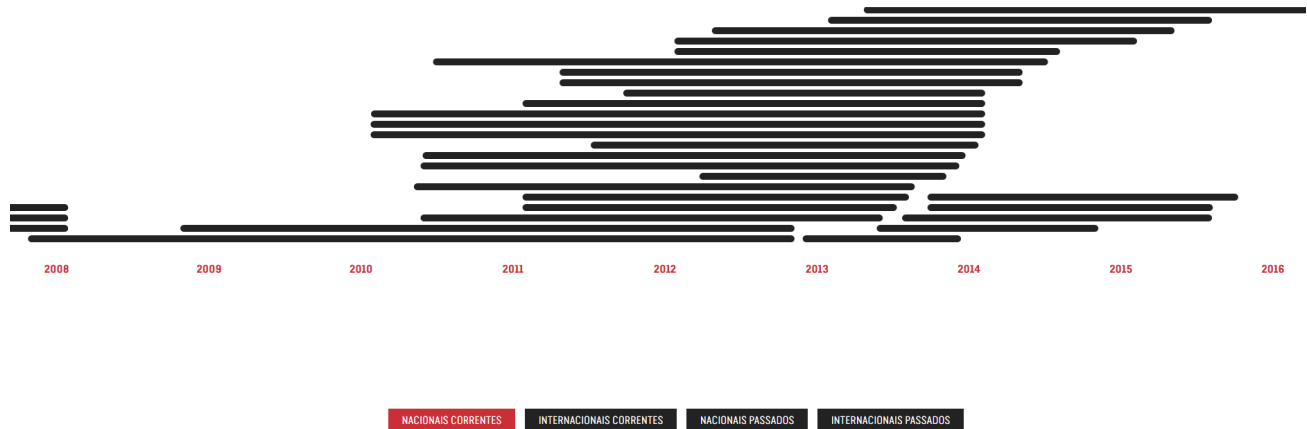 2008 2009 2010 2011 2012 2013 2014 2015 2016
NACIONAIS CORRENTES INTERNACIONAIS CORRENTES NACIONAIS PASSADOS INTERNACIONAIS PASSADOS